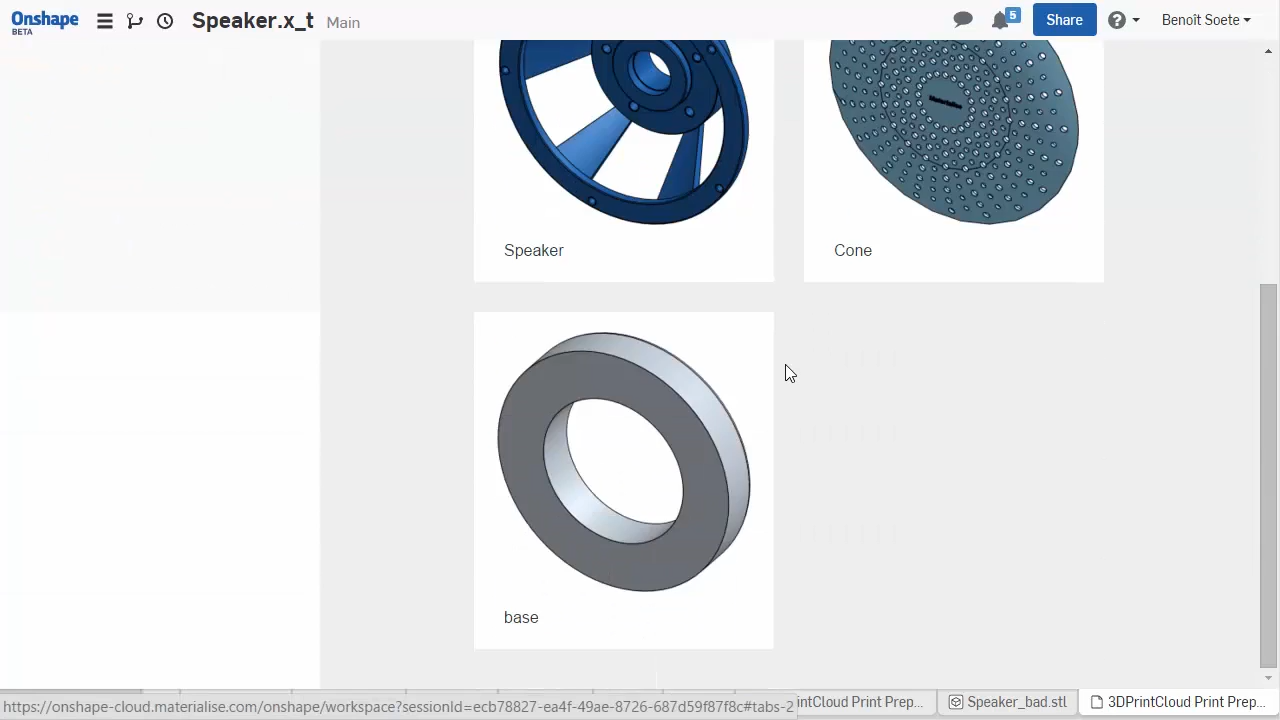 Onshape
BETA
Speaker.x_t Main
5
Share
?
Benoît Soete
Speaker
Cone
base
https://onshape-cloud.materialise.com/onshape/workspace?sessionId=ecb78827-ea4f-49ae-8726-687d59f87f8c#tabs-2
intCloud Print Prep...
Speaker_bad.stl
3DPrintCloud Print Prep...